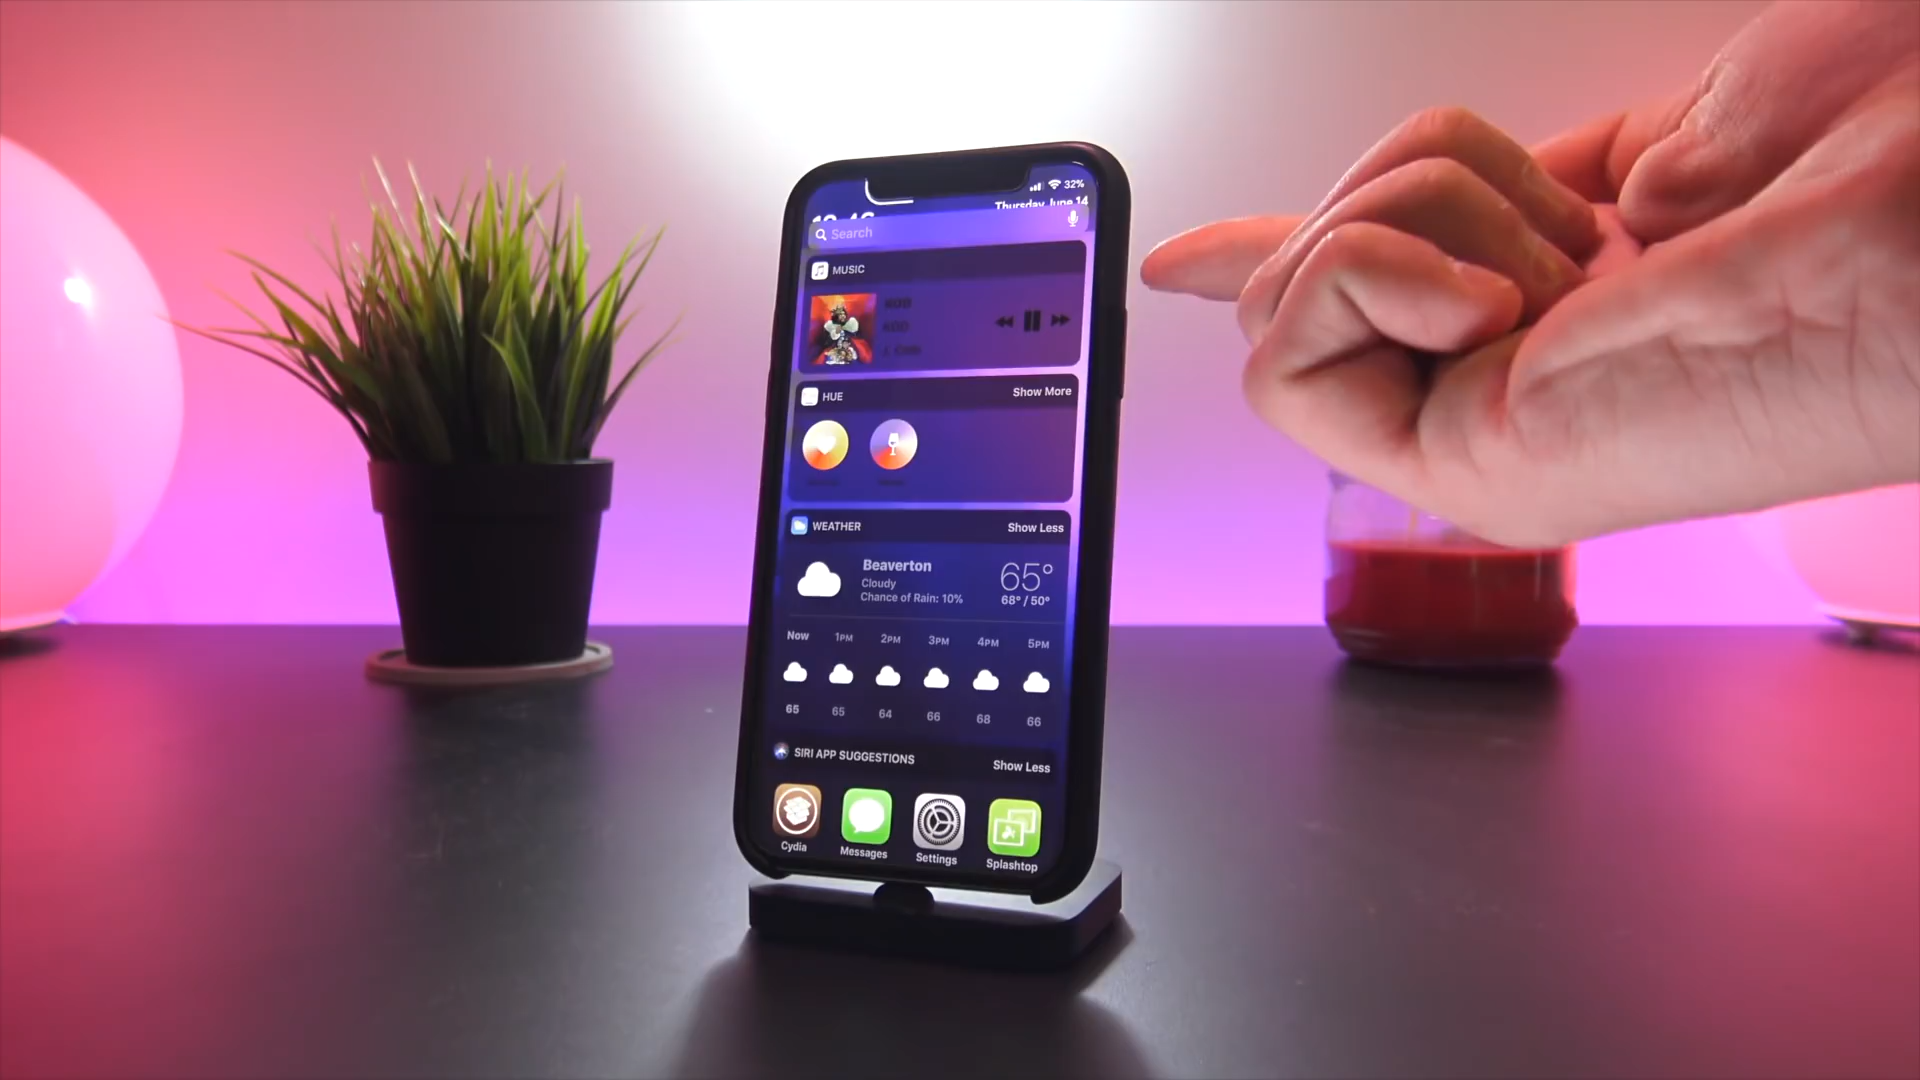 32%
Thursday, June 14
Search
MUSIC
KOD
KOD
HUE Show More
WEATHER Show Less
Beaverton
Cloudy
Chance of Rain: 10%
65°
68° / 50°
Now 1PM 2PM 3PM 4PM 5PM
65 65 64 66 68 66
SIRI APP SUGGESTIONS Show Less
Cydia Messages Settings Splashtop